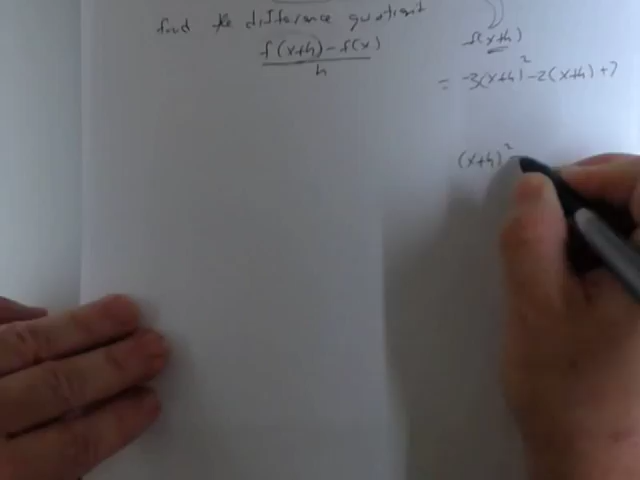 find the difference quotient
f(x+h) - f(x)
h
f(x+h)
= -3(x+h)² - 2(x+h) + 7
(x+h)²